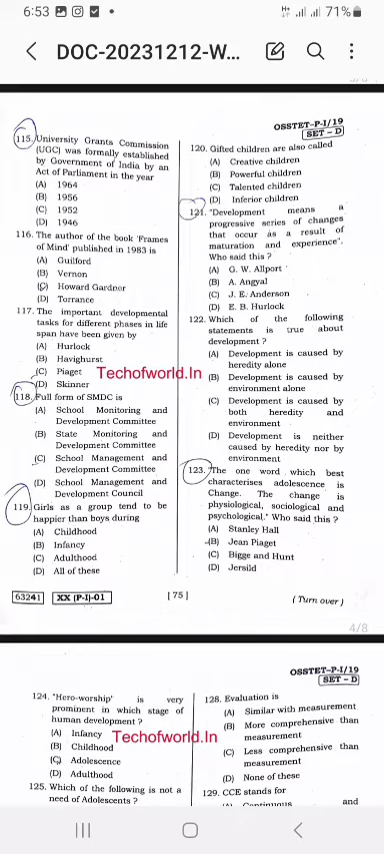 6:53
H+
71%
DOC-20231212-W...
OSSTET-P-I/19
SET - D
115. University Grants Commission
(UGC) was formally established
by Government of India by an
Act of Parliament in the year
(A) 1964
(B) 1956
(C) 1952
(D) 1946
116. The author of the book 'Frames
of Mind' published in 1983 is
(A) Guilford
(B) Vernon
(C) Howard Gardner
(D) Torrance
117. The important developmental
tasks for different phases in life
span have been given by
(A) Hurlock
(B) Havighurst
(C) Piaget
(D) Skinner
Techofworld.In
118. Full form of SMDC is
(A) School Monitoring and
Development Committee
(B) State Monitoring and
Development Committee
(C) School Management and
Development Committee
(D) School Management and
Development Council
119. Girls as a group tend to be
happier than boys during
(A) Childhood
(B) Infancy
(C) Adulthood
(D) All of these
120. Gifted children are also called
(A) Creative children
(B) Powerful children
(C) Talented children
(D) Inferior children
121. "Development means a
progressive series of changes
that occur as a result of
maturation and experience".
Who said this ?
(A) G. W. Allport
(B) A. Angyal
(C) J. E. Anderson
(D) E. B. Hurlock
122. Which of the following
statements is true about
development ?
(A) Development is caused by
heredity alone
(B) Development is caused by
environment alone
(C) Development is caused by
both heredity and
environment
(D) Development is neither
caused by heredity nor by
environment
123. "The one word which best
characterises adolescence is
Change. The change is
physiological, sociological and
psychological." Who said this ?
(A) Stanley Hall
(B) Jean Piaget
(C) Bigge and Hunt
(D) Jersild
63241 XX (P-I)-01
[ 75 ]
( Turn over )
4/8
OSSTET-P-I/19
SET - D
124. "Hero-worship' is very
prominent in which stage of
human development ?
(A) Infancy
(B) Childhood
(C) Adolescence
(D) Adulthood
Techofworld.In
125. Which of the following is not a
need of Adolescents ?
128. Evaluation is
(A) Similar with measurement
(B) More comprehensive than
measurement
(C) Less comprehensive than
measurement
(D) None of these
129. CCE stands for
(A) Continuous and